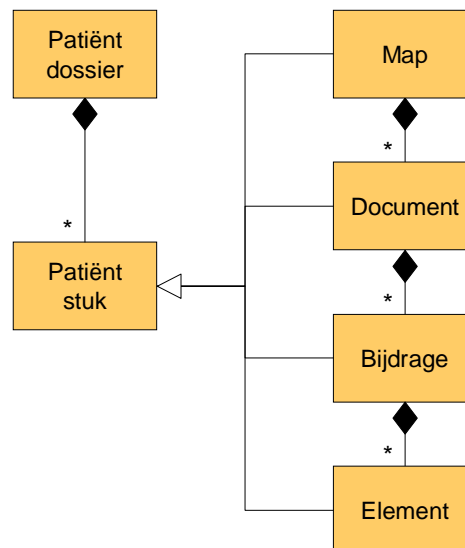 Patiënt
dossier
Map
*
*
Document
Patiënt
stuk
*
Bijdrage
*
Element